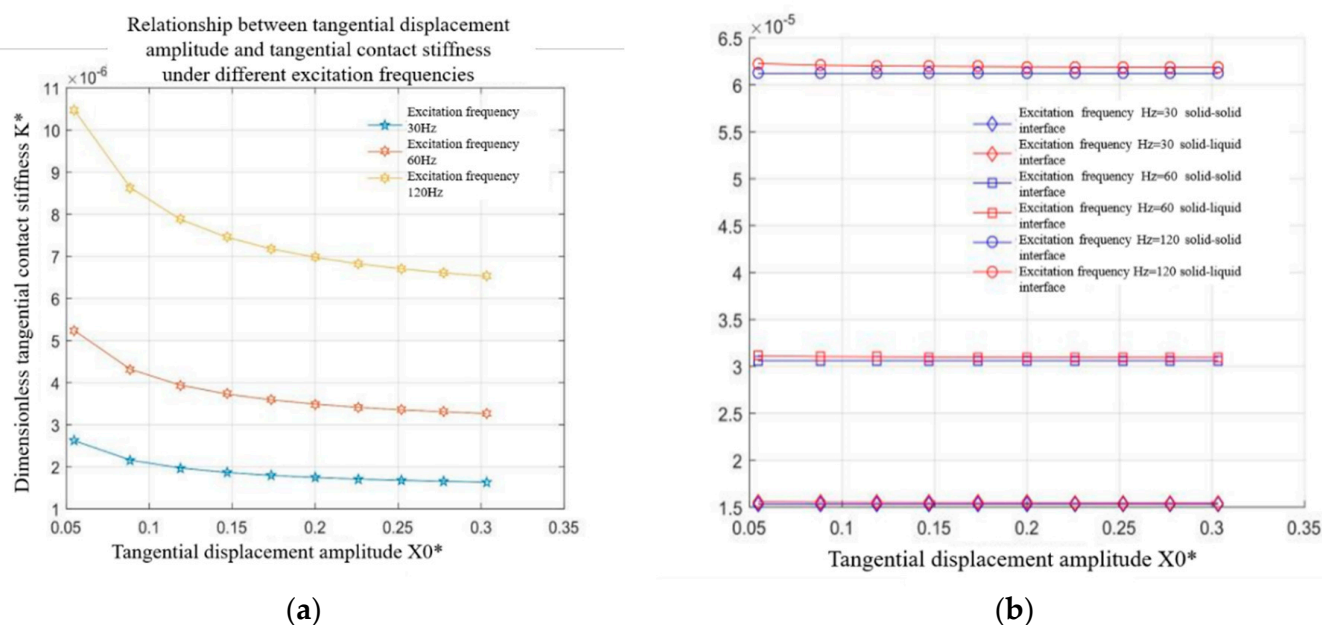 Relationship between tangential displacement
amplitude and tangential contact stiffness
under different excitation frequencies
×10⁻⁶
11
10
9
8
7
6
5
4
3
2
1
Dimensionless tangential contact stiffness K*
Excitation frequency
30Hz
Excitation frequency
60Hz
Excitation frequency
120Hz
0.05 0.1 0.15 0.2 0.25 0.3 0.35
Tangential displacement amplitude X0*
(a)
×10⁻⁵
6.5
6
5.5
5
4.5
4
3.5
3
2.5
2
1.5
Excitation frequency Hz=30 solid-solid
interface
Excitation frequency Hz=30 solid-liquid
interface
Excitation frequency Hz=60 solid-solid
interface
Excitation frequency Hz=60 solid-liquid
interface
Excitation frequency Hz=120 solid-solid
interface
Excitation frequency Hz=120 solid-liquid
interface
0.05 0.1 0.15 0.2 0.25 0.3 0.35
Tangential displacement amplitude X0*
(b)